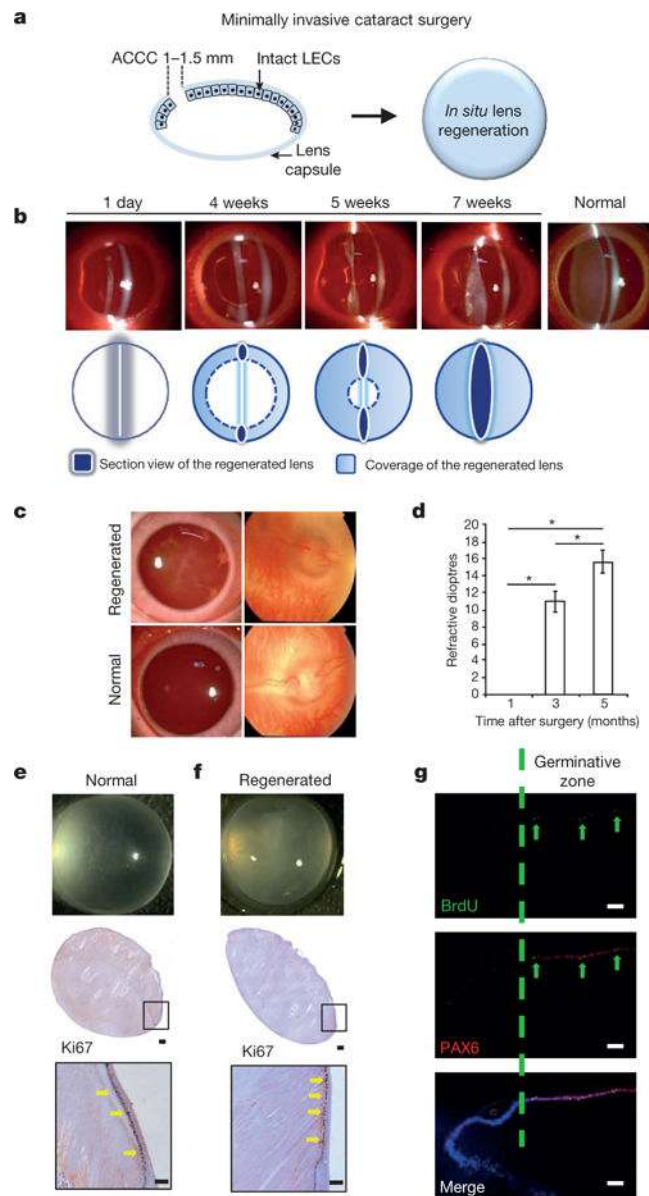 a
Minimally invasive cataract surgery
ACCC 1–1.5 mm
Intact LECs
Lens
capsule
In situ lens
regeneration
b
1 day
4 weeks
5 weeks
7 weeks
Normal
Section view of the regenerated lens
Coverage of the regenerated lens
c
Regenerated
Normal
d
Refractive dioptres
20
18
16
14
12
10
8
6
4
2
0
*
*
*
1
3
5
Time after surgery (months)
e
Normal
Ki67
f
Regenerated
Ki67
g
Germinative
zone
BrdU
PAX6
Merge